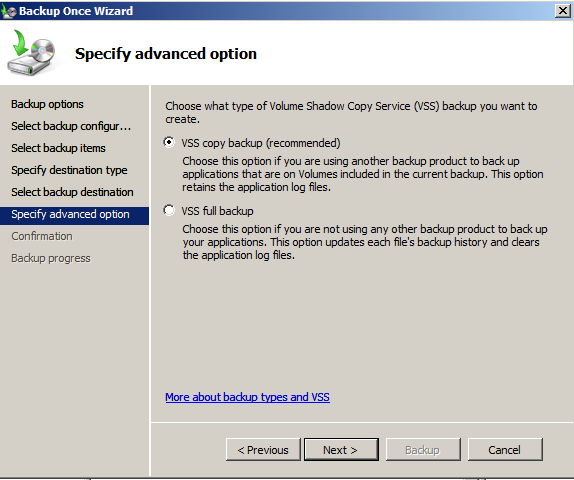 Backup Once Wizard
Specify advanced option
Backup options
Select backup configur...
Select backup items
Specify destination type
Select backup destination
Specify advanced option
Confirmation
Backup progress
Choose what type of Volume Shadow Copy Service (VSS) backup you want to
create.
VSS copy backup (recommended)
Choose this option if you are using another backup product to back up
applications that are on Volumes included in the current backup. This option
retains the application log files.
VSS full backup
Choose this option if you are not using any other backup product to back up
your applications. This option updates each file's backup history and clears
the application log files.
More about backup types and VSS
< Previous
Next >
Backup
Cancel